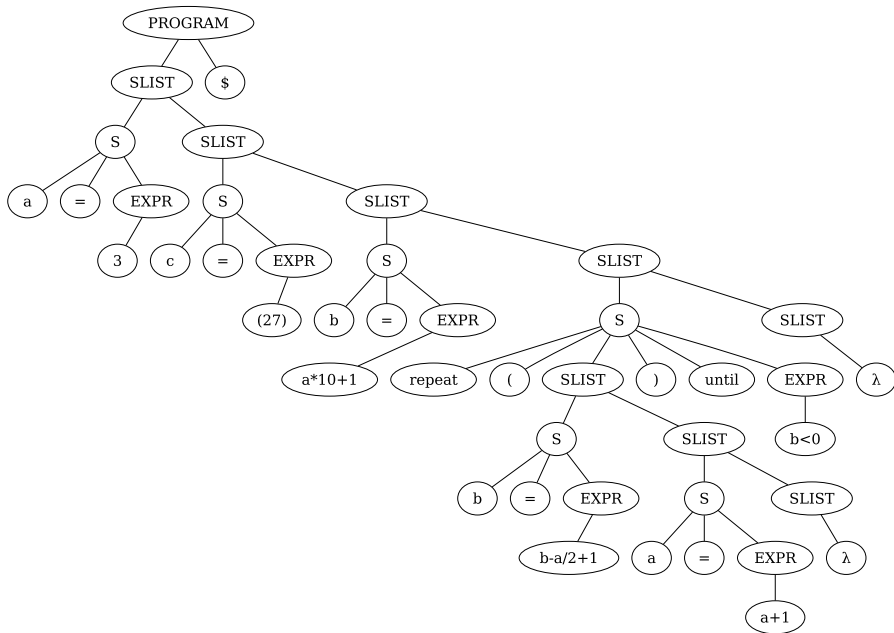 PROGRAM
SLIST $
S SLIST
a = EXPR S SLIST
3 c = EXPR S SLIST
(27) b = EXPR S SLIST
a*10+1 repeat ( SLIST ) until EXPR λ
S SLIST b<0
b = EXPR S SLIST
b-a/2+1 a = EXPR λ
a+1